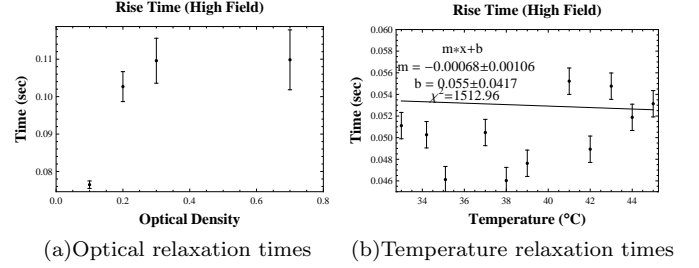 Rise Time (High Field)
0.11
0.10
0.09
0.08
Time (sec)
0.0 0.2 0.4 0.6 0.8
Optical Density
(a)Optical relaxation times
Rise Time (High Field)
0.060
0.058
0.056
0.054
0.052
0.050
0.048
0.046
Time (sec)
m*x+b
m = −0.00068±0.00106
b = 0.055±0.0417
χ²=1512.96
34 36 38 40 42 44
Temperature (°C)
(b)Temperature relaxation times